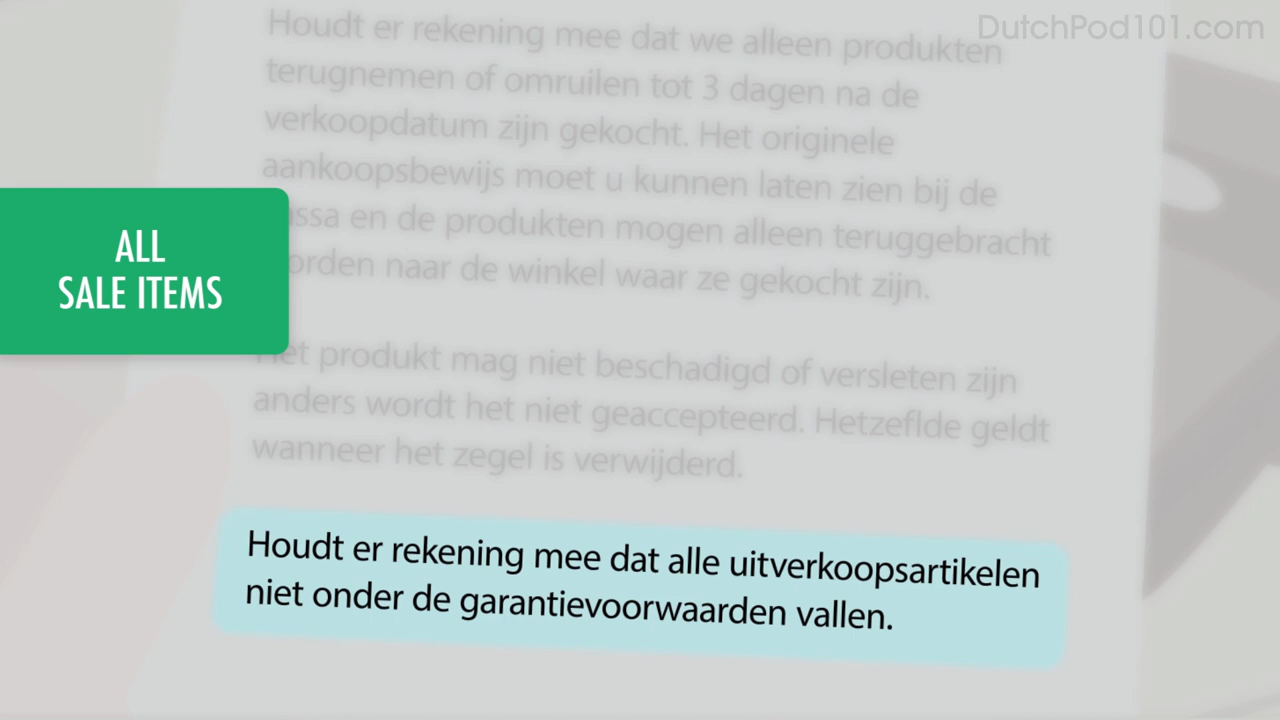 DutchPod101.com
Houdt er rekening mee dat we alleen produkten
terugnemen of omruilen tot 3 dagen na de
verkoopdatum zijn gekocht. Het originele
aankoopsbewijs moet u kunnen laten zien bij de
en de produkten mogen alleen teruggebracht
naar de winkel waar ze gekocht zijn.
ALL
SALE ITEMS
Het produkt mag niet beschadigd of versleten zijn
anders wordt het niet geaccepteerd. Hetzeflde geldt
wanneer het zegel is verwijderd.
Houdt er rekening mee dat alle uitverkoopsartikelen
niet onder de garantievoorwaarden vallen.